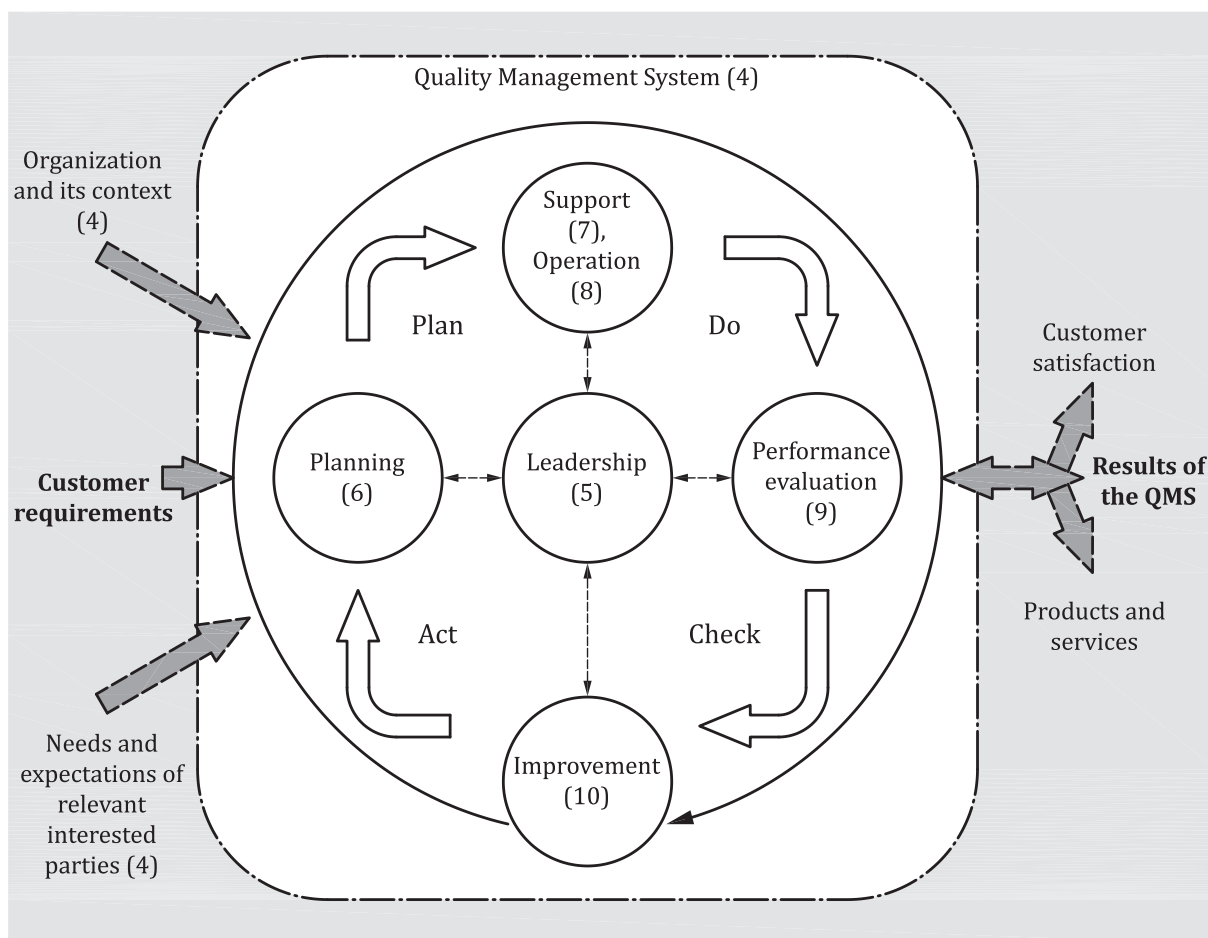 Quality Management System (4)
Organization
and its context
(4)
Support
(7),
Operation
(8)
Plan
Do
Customer
satisfaction
Planning
(6)
Leadership
(5)
Performance
evaluation
(9)
Customer
requirements
Results of
the QMS
Act
Check
Products and
services
Needs and
expectations of
relevant
interested
parties (4)
Improvement
(10)